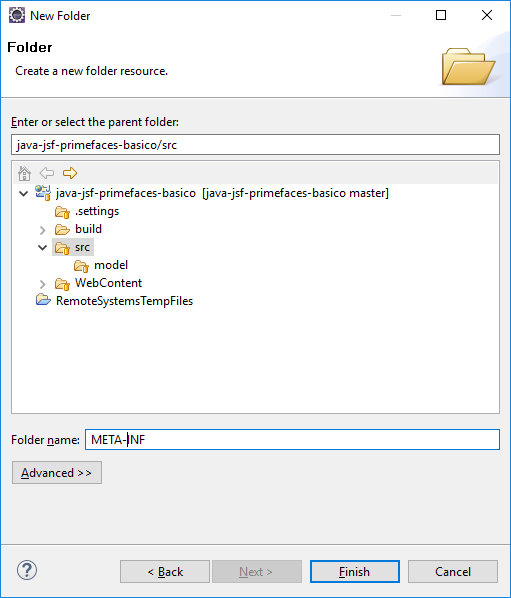 New Folder
Folder
Create a new folder resource.
Enter or select the parent folder:
java-jsf-primefaces-basico/src
java-jsf-primefaces-basico [java-jsf-primefaces-basico master]
.settings
build
src
model
WebContent
RemoteSystemsTempFiles
Folder name: META-INF
Advanced >>
? < Back Next > Finish Cancel